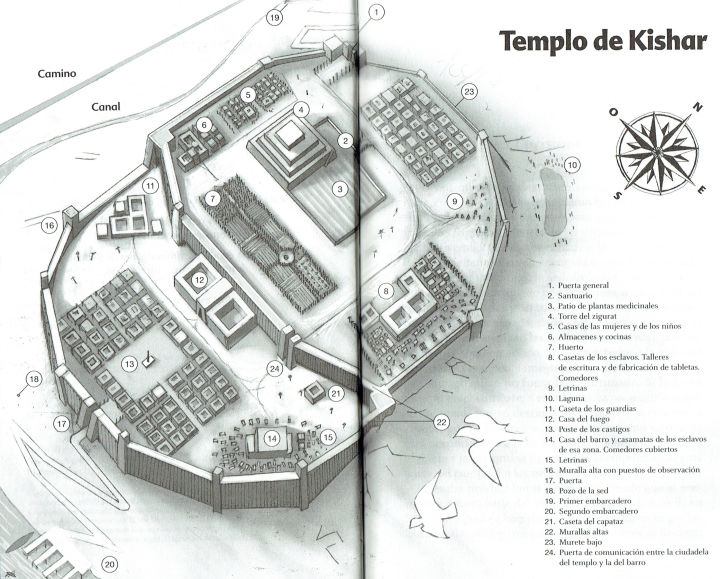 Templo de Kishar
19
1
Camino
Canal
5
4
23
6
2
O
N
S
E
10
3
11
7
9
16
12
8
13
24
21
18
17
14
15
22
20
1. Puerta general
2. Santuario
3. Patio de plantas medicinales
4. Torre del zigurat
5. Casas de las mujeres y de los niños
6. Almacenes y cocinas
7. Huerto
8. Casetas de los esclavos. Talleres
de escritura y de fabricación de tabletas.
Comedores
9. Letrinas
10. Laguna
11. Caseta de los guardias
12. Casa del fuego
13. Poste de los castigos
14. Casa del barro y casamatas de los esclavos
de esa zona. Comedores cubiertos
15. Letrinas
16. Muralla alta con puestos de observación
17. Puerta
18. Pozo de la sed
19. Primer embarcadero
20. Segundo embarcadero
21. Caseta del capataz
22. Murallas altas
23. Murete bajo
24. Puerta de comunicación entre la ciudadela
del templo y la del barro